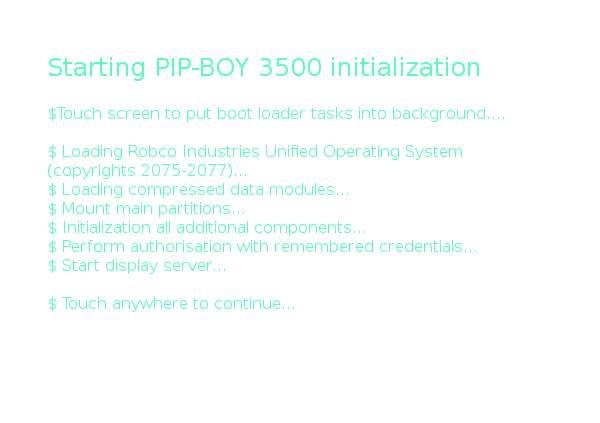 Starting PIP-BOY 3500 initialization
$Touch screen to put boot loader tasks into background....
$ Loading Robco Industries Unified Operating System
(copyrights 2075-2077)...
$ Loading compressed data modules...
$ Mount main partitions...
$ Initialization all additional components...
$ Perform authorisation with remembered credentials...
$ Start display server...
$ Touch anywhere to continue...